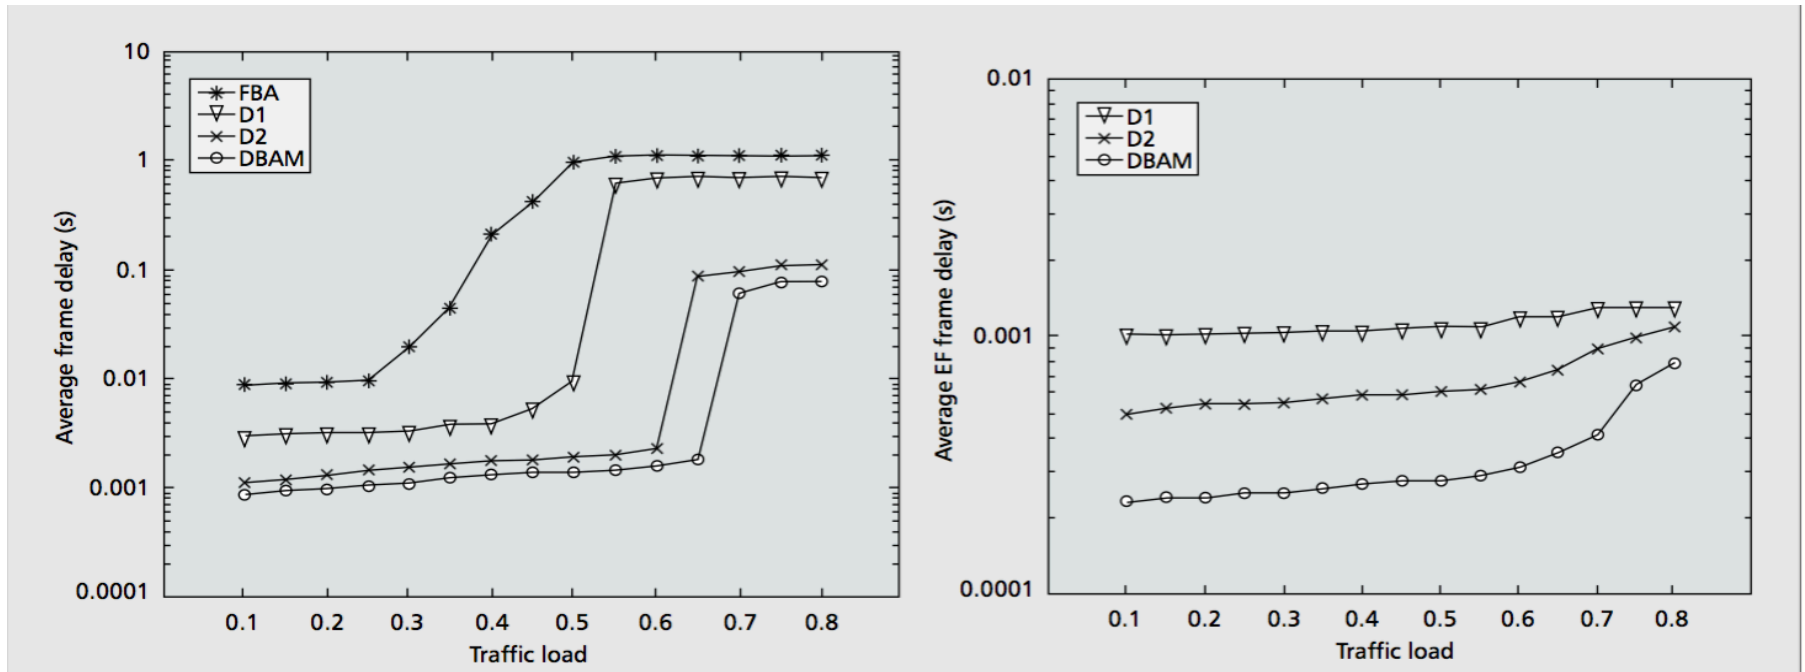 10
1
0.1
0.01
0.001
0.0001
Average frame delay (s)
FBA
D1
D2
DBAM
0.1 0.2 0.3 0.4 0.5 0.6 0.7 0.8
Traffic load
0.01
0.001
0.0001
Average EF frame delay (s)
D1
D2
DBAM
0.1 0.2 0.3 0.4 0.5 0.6 0.7 0.8
Traffic load